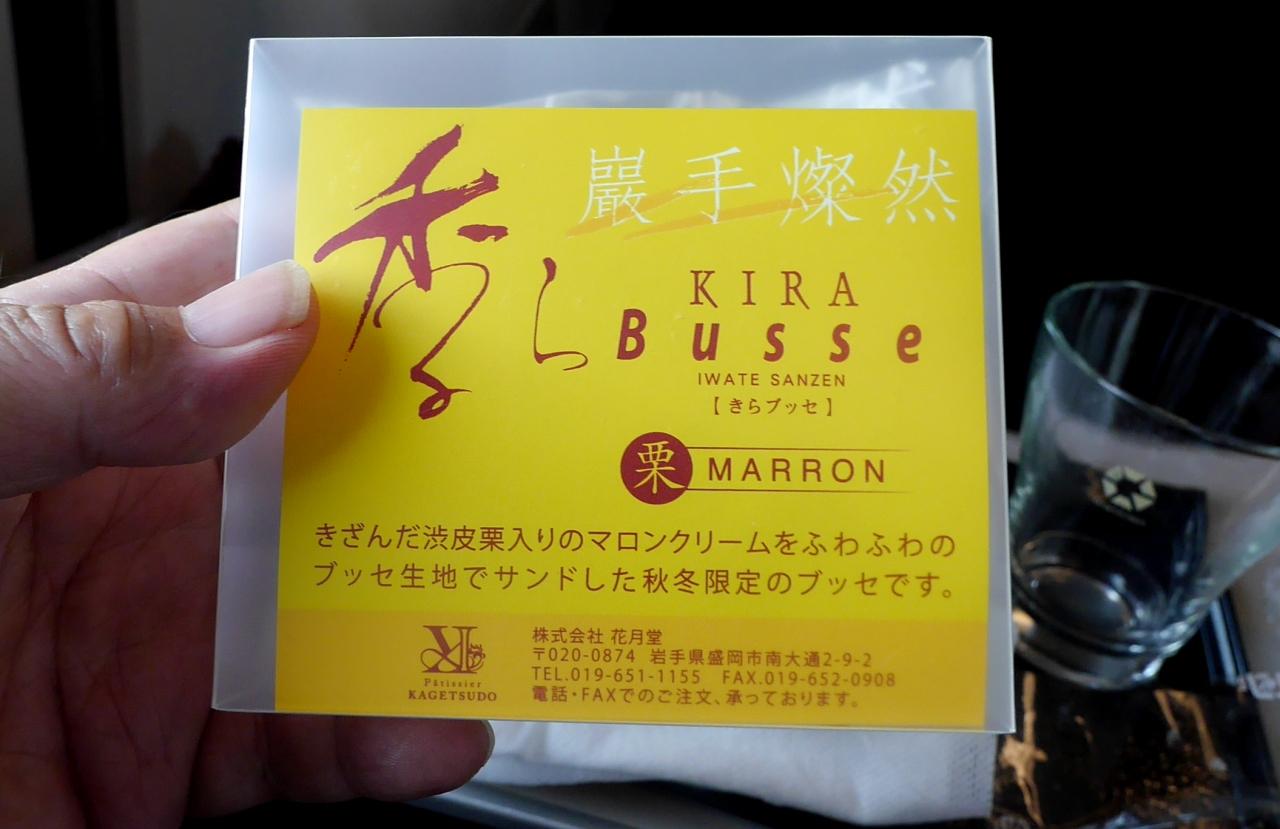 季ら
巖手燦然
KIRA
Busse
IWATE SANZEN
【きらブッセ】
栗 MARRON
きざんだ渋皮栗入りのマロンクリームをふわふわの
ブッセ生地でサンドした秋冬限定のブッセです。
Pâtissier
KAGETSUDO
株式会社 花月堂
〒020-0874 岩手県盛岡市南大通2-9-2
TEL.019-651-1155 FAX.019-652-0908
電話・FAXでのご注文、承っております。